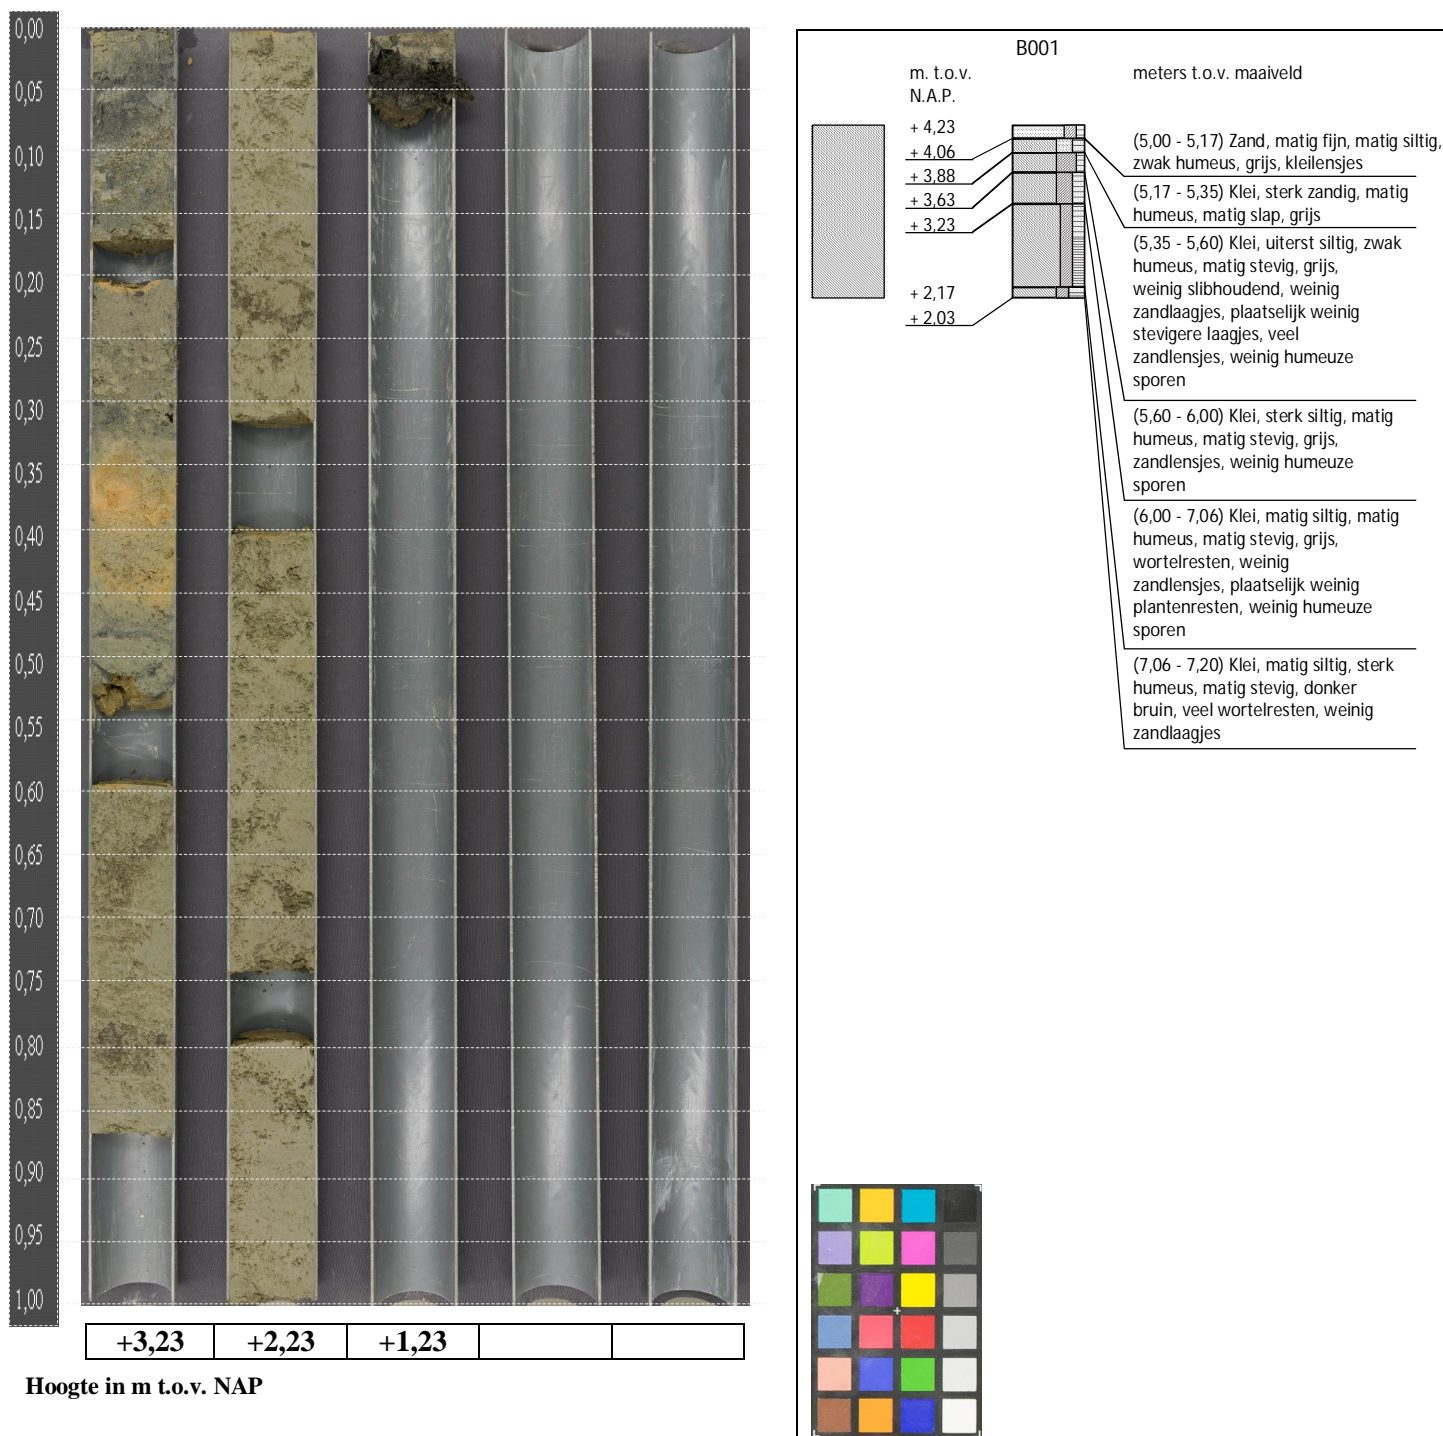 0,00
0,05
0,10
0,15
0,20
0,25
0,30
0,35
0,40
0,45
0,50
0,55
0,60
0,65
0,70
0,75
0,80
0,85
0,90
0,95
1,00
+3,23 +2,23 +1,23
Hoogte in m t.o.v. NAP
B001
m. t.o.v.
N.A.P.
meters t.o.v. maaiveld
+ 4,23
+ 4,06
+ 3,88
+ 3,63
+ 3,23
+ 2,17
+ 2,03
(5,00 - 5,17) Zand, matig fijn, matig siltig,
zwak humeus, grijs, kleilensjes
(5,17 - 5,35) Klei, sterk zandig, matig
humeus, matig slap, grijs
(5,35 - 5,60) Klei, uiterst siltig, zwak
humeus, matig stevig, grijs,
weinig slibhoudend, weinig
zandlaagjes, plaatselijk weinig
stevigere laagjes, veel
zandlensjes, weinig humeuze
sporen
(5,60 - 6,00) Klei, sterk siltig, matig
humeus, matig stevig, grijs,
zandlensjes, weinig humeuze
sporen
(6,00 - 7,06) Klei, matig siltig, matig
humeus, matig stevig, grijs,
wortelresten, weinig
zandlensjes, plaatselijk weinig
plantenresten, weinig humeuze
sporen
(7,06 - 7,20) Klei, matig siltig, sterk
humeus, matig stevig, donker
bruin, veel wortelresten, weinig
zandlaagjes